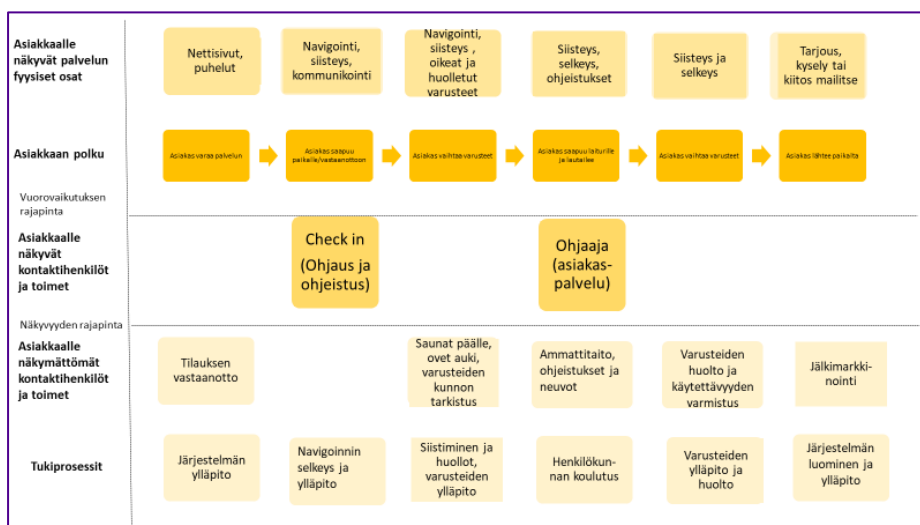 Asiakkaalle
näkyvät palvelun
fyysiset osat
Nettisivut,
puhelut
Navigointi,
siisteys,
kommunikointi
Navigointi,
siisteys ,
oikeat ja
huolletut
varusteet
Siisteys,
selkeys,
ohjeistukset
Siisteys ja
selkeys
Tarjous,
kysely tai
kiitos mailitse
Asiakkaan polku
Asiakas varaa palvelun
Asiakas saapuu
paikalle/vastaanottoon
Asiakas vaihtaa varusteet
Asiakas saapuu laiturille
ja lautailee
Asiakas vaihtaa varusteet
Asiakas lähtee paikalta
Vuorovaikutuksen
rajapinta
Asiakkaalle
näkyvät
kontaktihenkilöt
ja toimet
Check in
(Ohjaus ja
ohjeistus)
Ohjaaja
(asiakas-
palvelu)
Näkyvyyden rajapinta
Asiakkaalle
näkymättömät
kontaktihenkilöt
ja toimet
Tilauksen
vastaanotto
Saunat päälle,
ovet auki,
varusteiden
kunnon
tarkistus
Ammattitaito,
ohjeistukset ja
neuvot
Varusteiden
huolto ja
käytettävyyden
varmistus
Jälkimarkki-
nointi
Tukiprosessit
Järjestelmän
ylläpito
Navigoinnin
selkeys ja
ylläpito
Siistiminen ja
huollot,
varusteiden
ylläpito
Henkilökun-
nan koulutus
Varusteiden
ylläpito ja
huolto
Järjestelmän
luominen ja
ylläpito